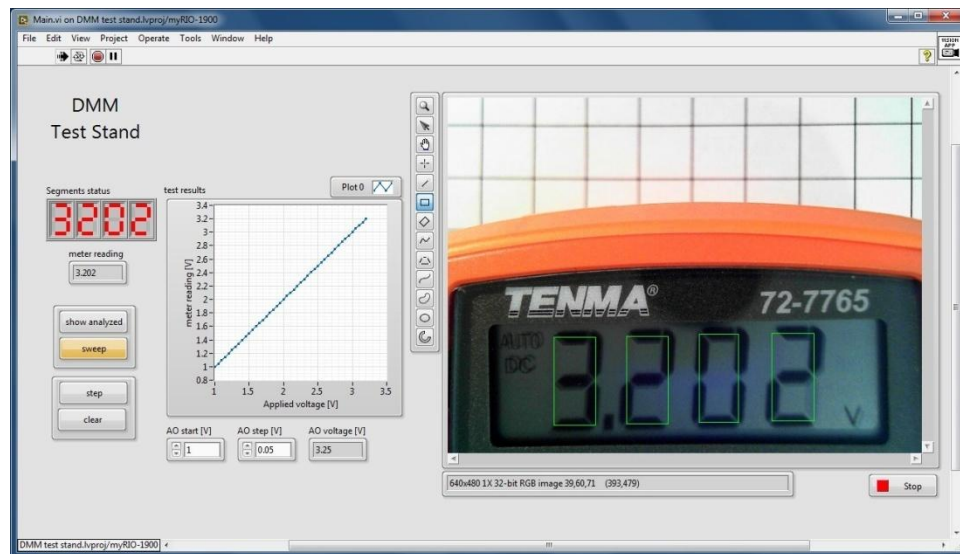 Main.vi on DMM test stand.lvproj/myRIO-1900
File Edit View Project Operate Tools Window Help
VISION
APP
DMM
Test Stand
Segments status
3202
meter reading
3.202
show analyzed
sweep
step
clear
test results
Plot 0
meter reading [V]
3.4
3.2
3
2.8
2.6
2.4
2.2
2
1.8
1.6
1.4
1.2
1
0.8
1 1.5 2 2.5 3 3.5
Applied voltage [V]
AO start [V] AO step [V] AO voltage [V]
1 0.05 3.25
TENMA® 72-7765
AUTO
DC
3.202 V
640x480 1X 32-bit RGB image 39,60,71 (393,479)
Stop
DMM test stand.lvproj/myRIO-1900